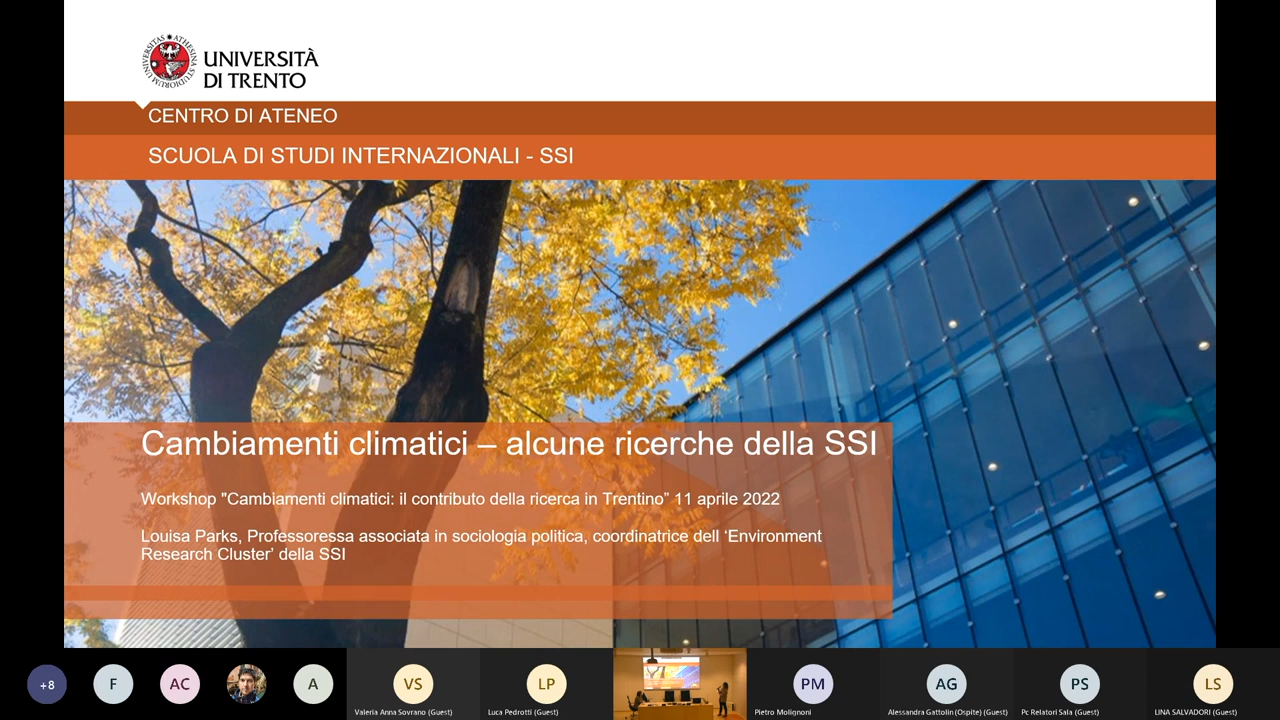 UNIVERSITÀ
DI TRENTO
CENTRO DI ATENEO
SCUOLA DI STUDI INTERNAZIONALI - SSI
Cambiamenti climatici – alcune ricerche della SSI
Workshop "Cambiamenti climatici: il contributo della ricerca in Trentino” 11 aprile 2022
Louisa Parks, Professoressa associata in sociologia politica, coordinatrice dell ‘Environment
Research Cluster’ della SSI
+8
F
AC
A
VS
LP
PM
AG
PS
LS
Valeria Anna Sovrano (Guest)
Luca Pedrotti (Guest)
Pietro Molignoni
Alessandra Gattolin (Ospite) (Guest)
Pc Relatori Sala (Guest)
LINA SALVADORI (Guest)